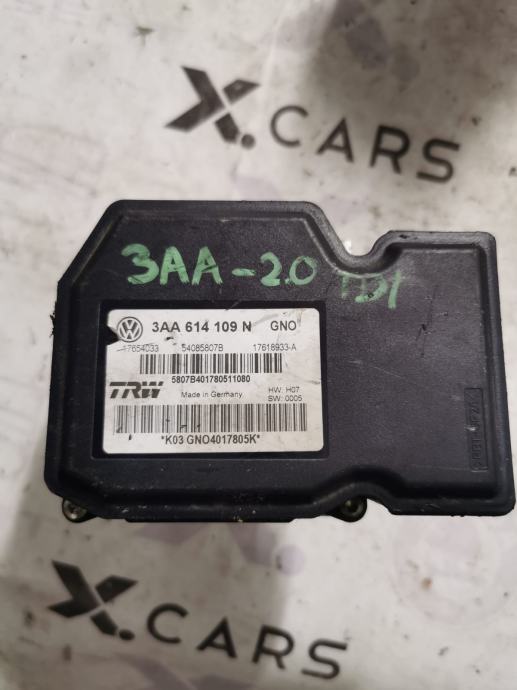 X.CARS
3AA-2.0 TDI
3AA 614 109 N GNO
17654033 54085807B 17618933-A
5807B401780511080
TRW Made in Germany
HW: H07
SW: 0005
*K03 GNO4017805K*
X.CARS